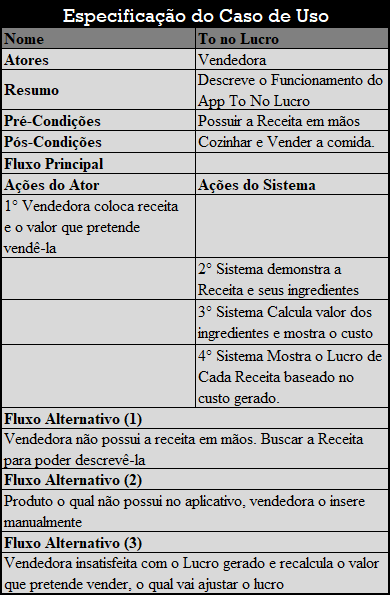 Especificação do Caso de Uso
Nome To no Lucro
Atores Vendedora
Resumo Descreve o Funcionamento do
App To No Lucro
Pré-Condições Possuir a Receita em mãos
Pós-Condições Cozinhar e Vender a comida.
Fluxo Principal
Ações do Ator Ações do Sistema
1° Vendedora coloca receita
e o valor que pretende
vendê-la
2° Sistema demonstra a
Receita e seus ingredientes
3° Sistema Calcula valor dos
ingredientes e mostra o custo
4° Sistema Mostra o Lucro de
Cada Receita baseado no
custo gerado.
Fluxo Alternativo (1)
Vendedora não possui a receita em mãos. Buscar a Receita
para poder descrevê-la
Fluxo Alternativo (2)
Produto o qual não possui no aplicativo, vendedora o insere
manualmente
Fluxo Alternativo (3)
Vendedora insatisfeita com o Lucro gerado e recalcula o valor
que pretende vender, o qual vai ajustar o lucro